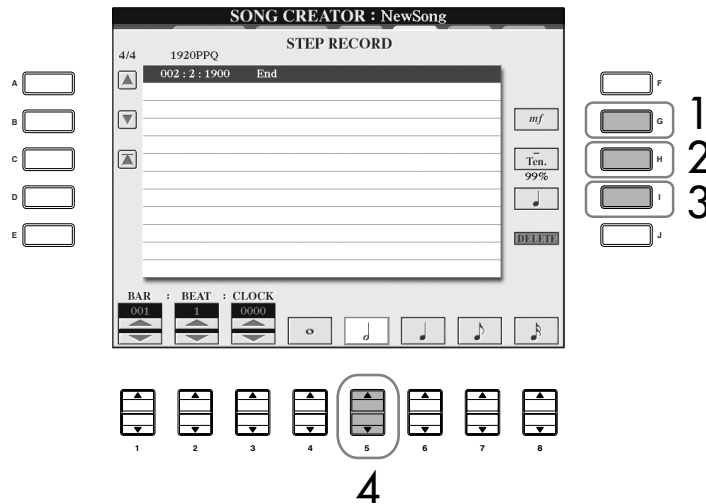 SONG CREATOR : NewSong
STEP RECORD
4/4 1920PPQ
002 : 2 : 1900 End
A
B
C
D
E
F
G
H
I
J
1
2
3
mf
Ten.
99%
DELETE
BAR : BEAT : CLOCK
001 1 0000
1 2 3 4 5 6 7 8
4